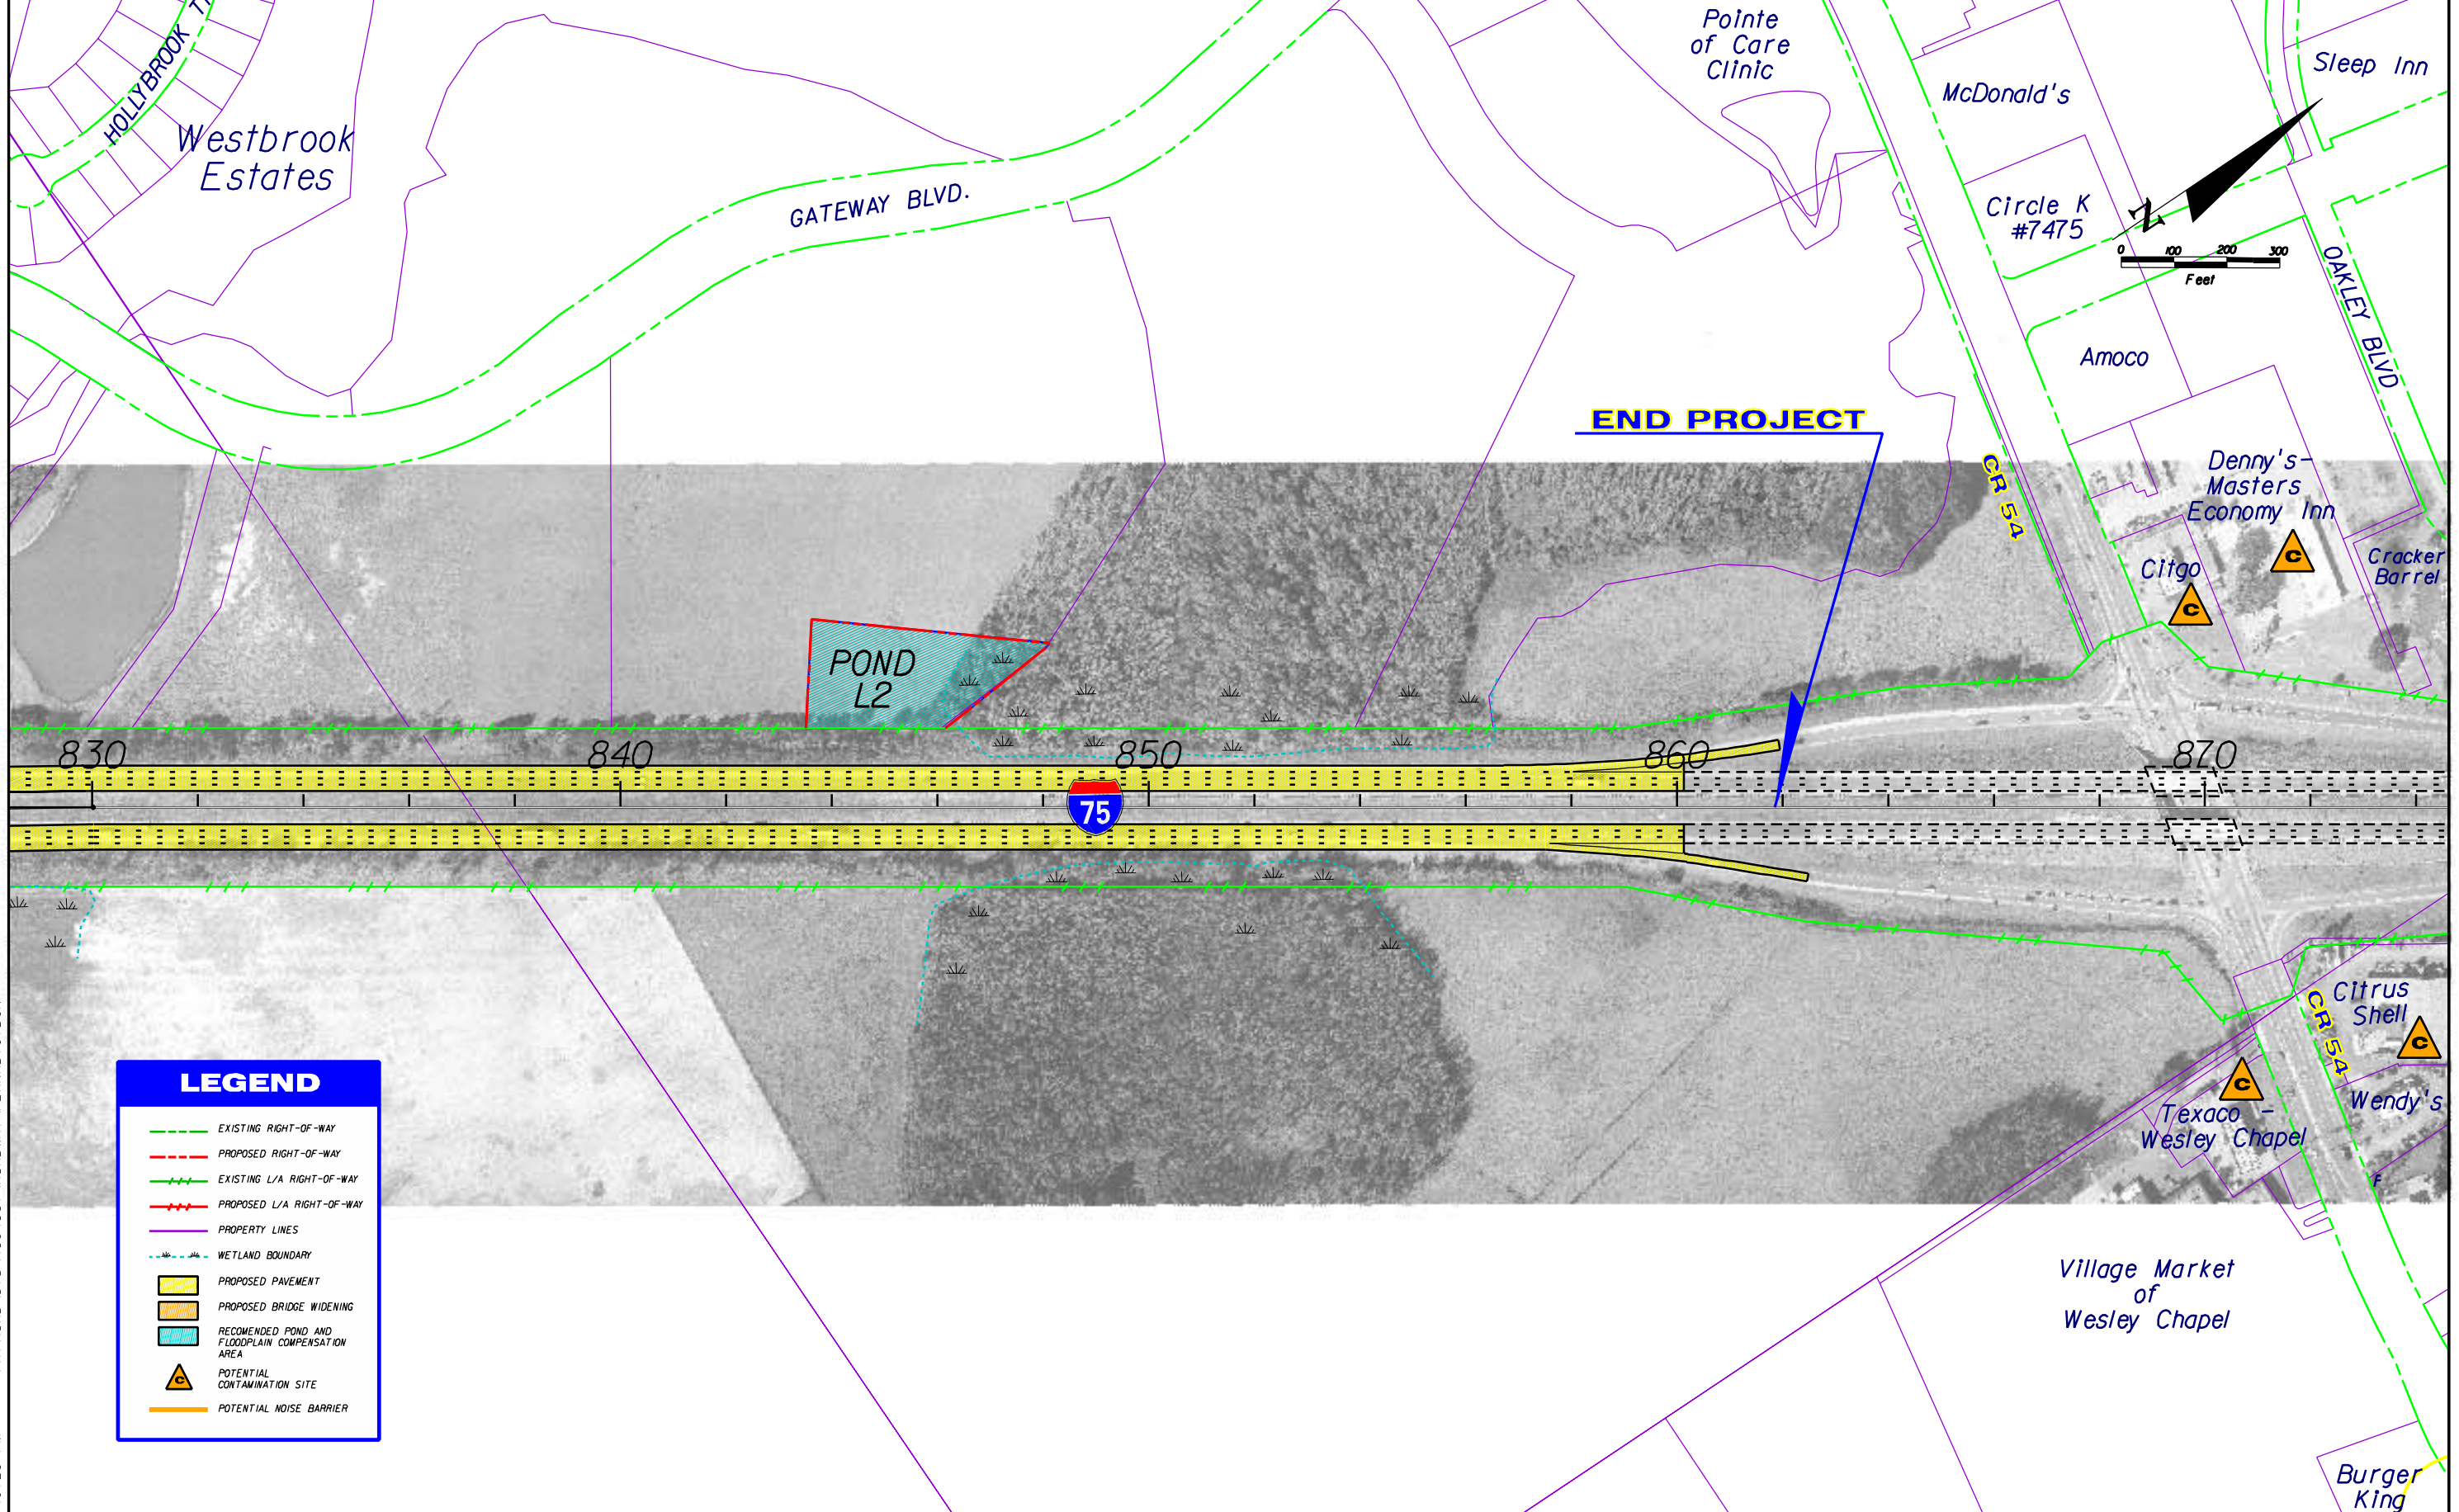 HOLLYBROOK
Westbrook
Estates
GATEWAY BLVD.
Pointe
of Care
Clinic
McDonald's
Sleep Inn
Circle K
#7475
N
0 100 200 300
Feet
OAKLEY BLVD
Amoco
END PROJECT
CR 54
Denny's-
Masters
Economy Inn
C
Citgo
C
Cracker
Barrel
POND
L2
830
840
850
860
870
75
CR 54
Citrus
Shell
C
C
Texaco -
Wesley Chapel
Wendy's
F
Village Market
of
Wesley Chapel
Burger
King
LEGEND
EXISTING RIGHT-OF-WAY
PROPOSED RIGHT-OF-WAY
EXISTING L/A RIGHT-OF-WAY
PROPOSED L/A RIGHT-OF-WAY
PROPERTY LINES
WETLAND BOUNDARY
PROPOSED PAVEMENT
PROPOSED BRIDGE WIDENING
RECOMENDED POND AND
FLOODPLAIN COMPENSATION
AREA
C
POTENTIAL
CONTAMINATION SITE
POTENTIAL NOISE BARRIER